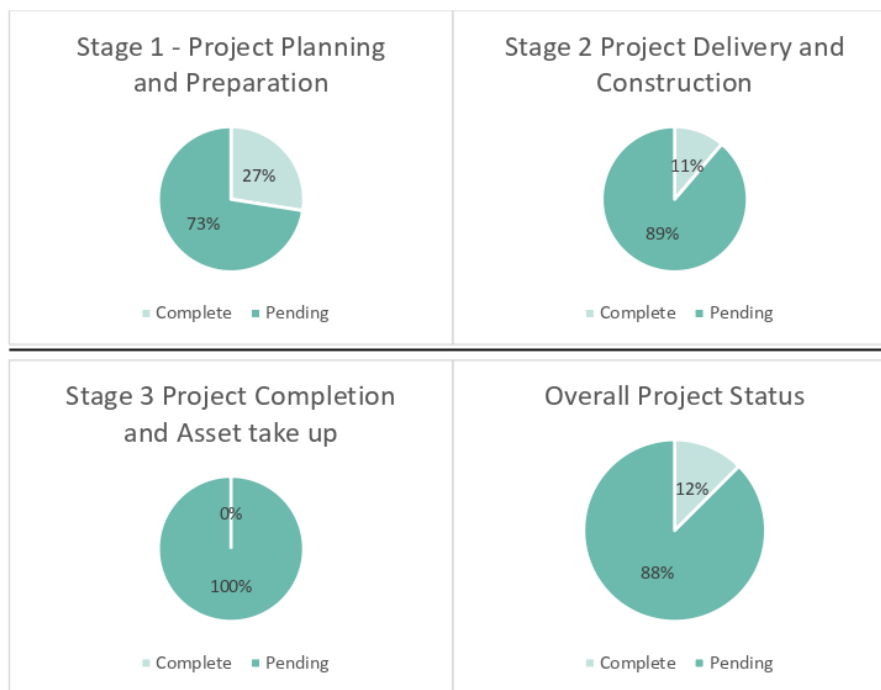 Stage 1 - Project Planning
and Preparation
27%
73%
Complete Pending
Stage 2 Project Delivery and
Construction
11%
89%
Complete Pending
Stage 3 Project Completion
and Asset take up
0%
100%
Complete Pending
Overall Project Status
12%
88%
Complete Pending